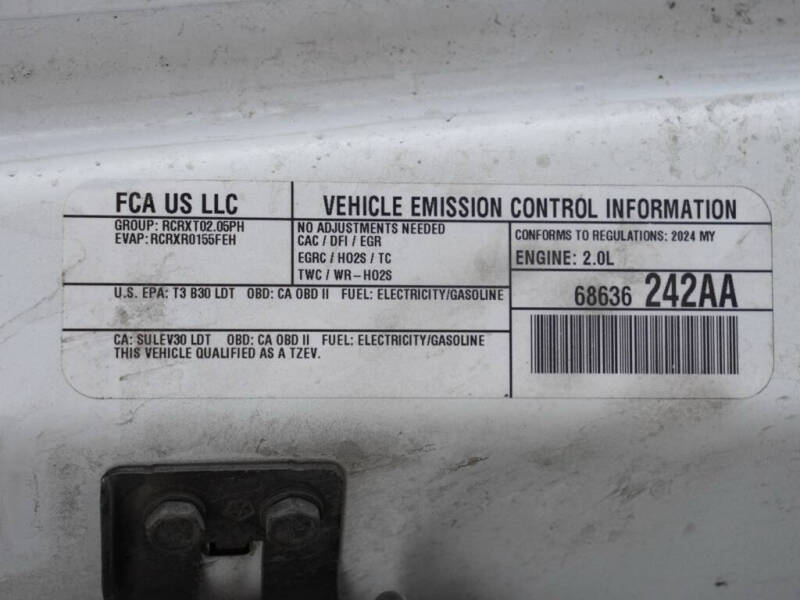 FCA US LLC
VEHICLE EMISSION CONTROL INFORMATION
GROUP: RCRXT02.05PH
EVAP: RCRXR0155FEH
NO ADJUSTMENTS NEEDED
CAC / DFI / EGR
EGRC / HO2S / TC
TWC / WR-HO2S
CONFORMS TO REGULATIONS: 2024 MY
ENGINE: 2.0L
U.S. EPA: T3 B30 LDT OBD: CA OBD II FUEL: ELECTRICITY/GASOLINE
68636 242AA
CA: SULEV30 LDT OBD: CA OBD II FUEL: ELECTRICITY/GASOLINE
THIS VEHICLE QUALIFIED AS A TZEV.